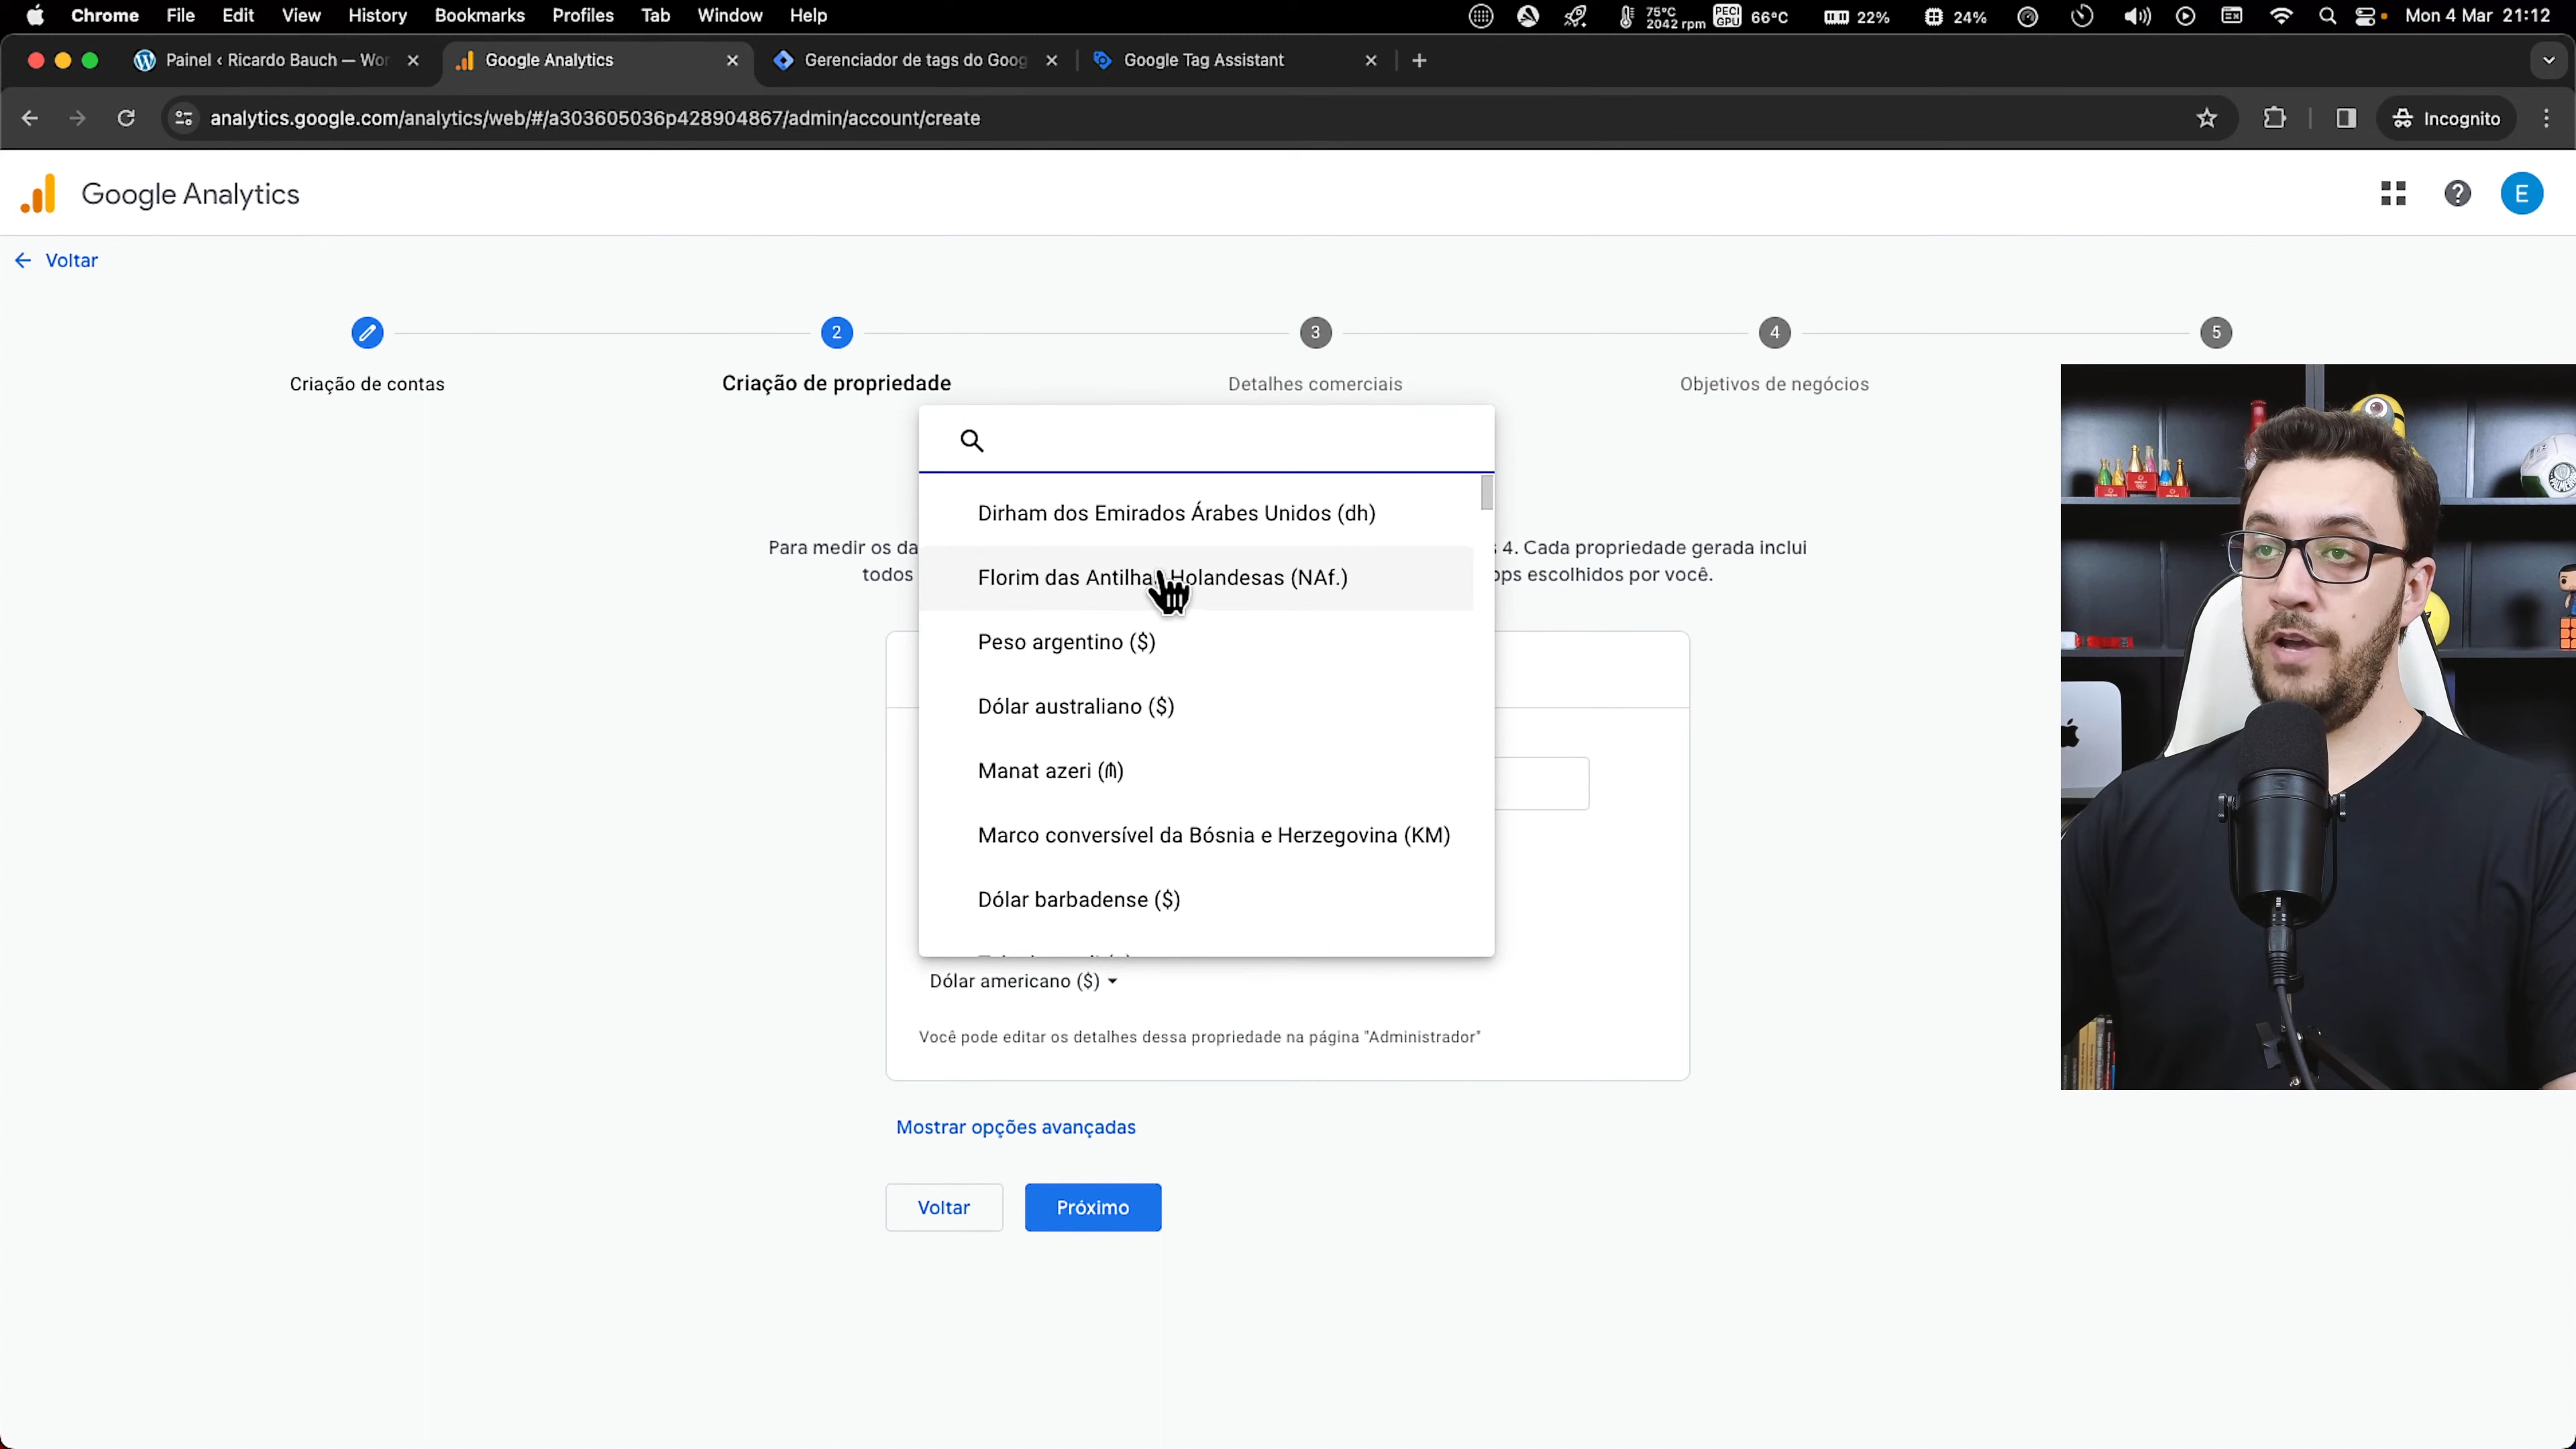 Chrome File Edit View History Bookmarks Profiles Tab Window Help
75°C
2042 rpm
PECI
GPU
66°C 22% 24% Mon 4 Mar 21:12
Painel ‹ Ricardo Bauch — Wor
Google Analytics
Gerenciador de tags do Goog
Google Tag Assistant
analytics.google.com/analytics/web/#/a303605036p428904867/admin/account/create
Incognito
Google Analytics
E
Voltar
2
3
4
5
Criação de contas
Criação de propriedade
Detalhes comerciais
Objetivos de negócios
Dirham dos Emirados Árabes Unidos (dh)
Para medir os da
s 4. Cada propriedade gerada inclui
todos
escolhidos por você.
Florim das Antilhas Holandesas (NAf.)
Peso argentino ($)
Dólar australiano ($)
Manat azeri (₼)
Marco conversível da Bósnia e Herzegovina (KM)
Dólar barbadense ($)
Dólar americano ($)
Você pode editar os detalhes dessa propriedade na página "Administrador"
Mostrar opções avançadas
Voltar
Próximo